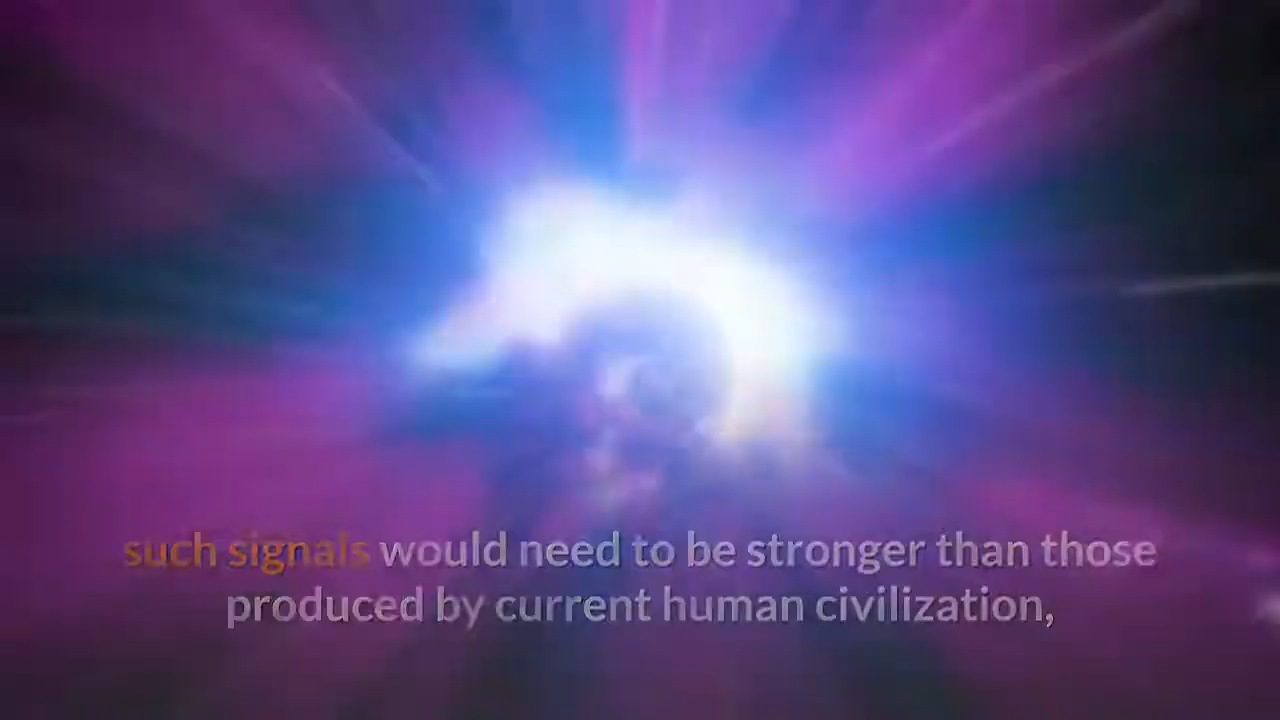 such signals would need to be stronger than those
produced by current human civilization,